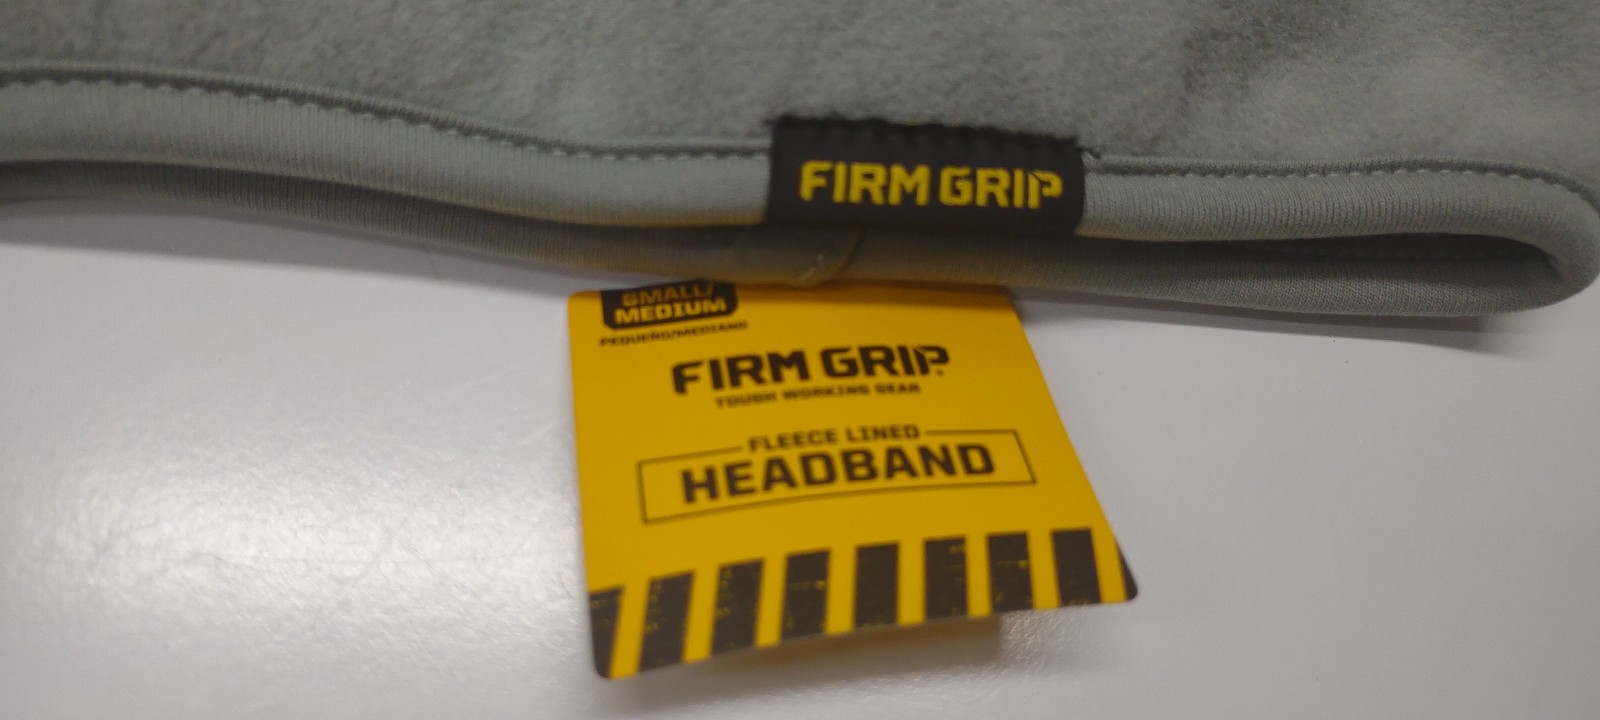 FIRM GRIP
SMALL/
MEDIUM
PEQUEÑO/MEDIANO
FIRM GRIP
TOUGH WORKING GEAR
FLEECE LINED
HEADBAND